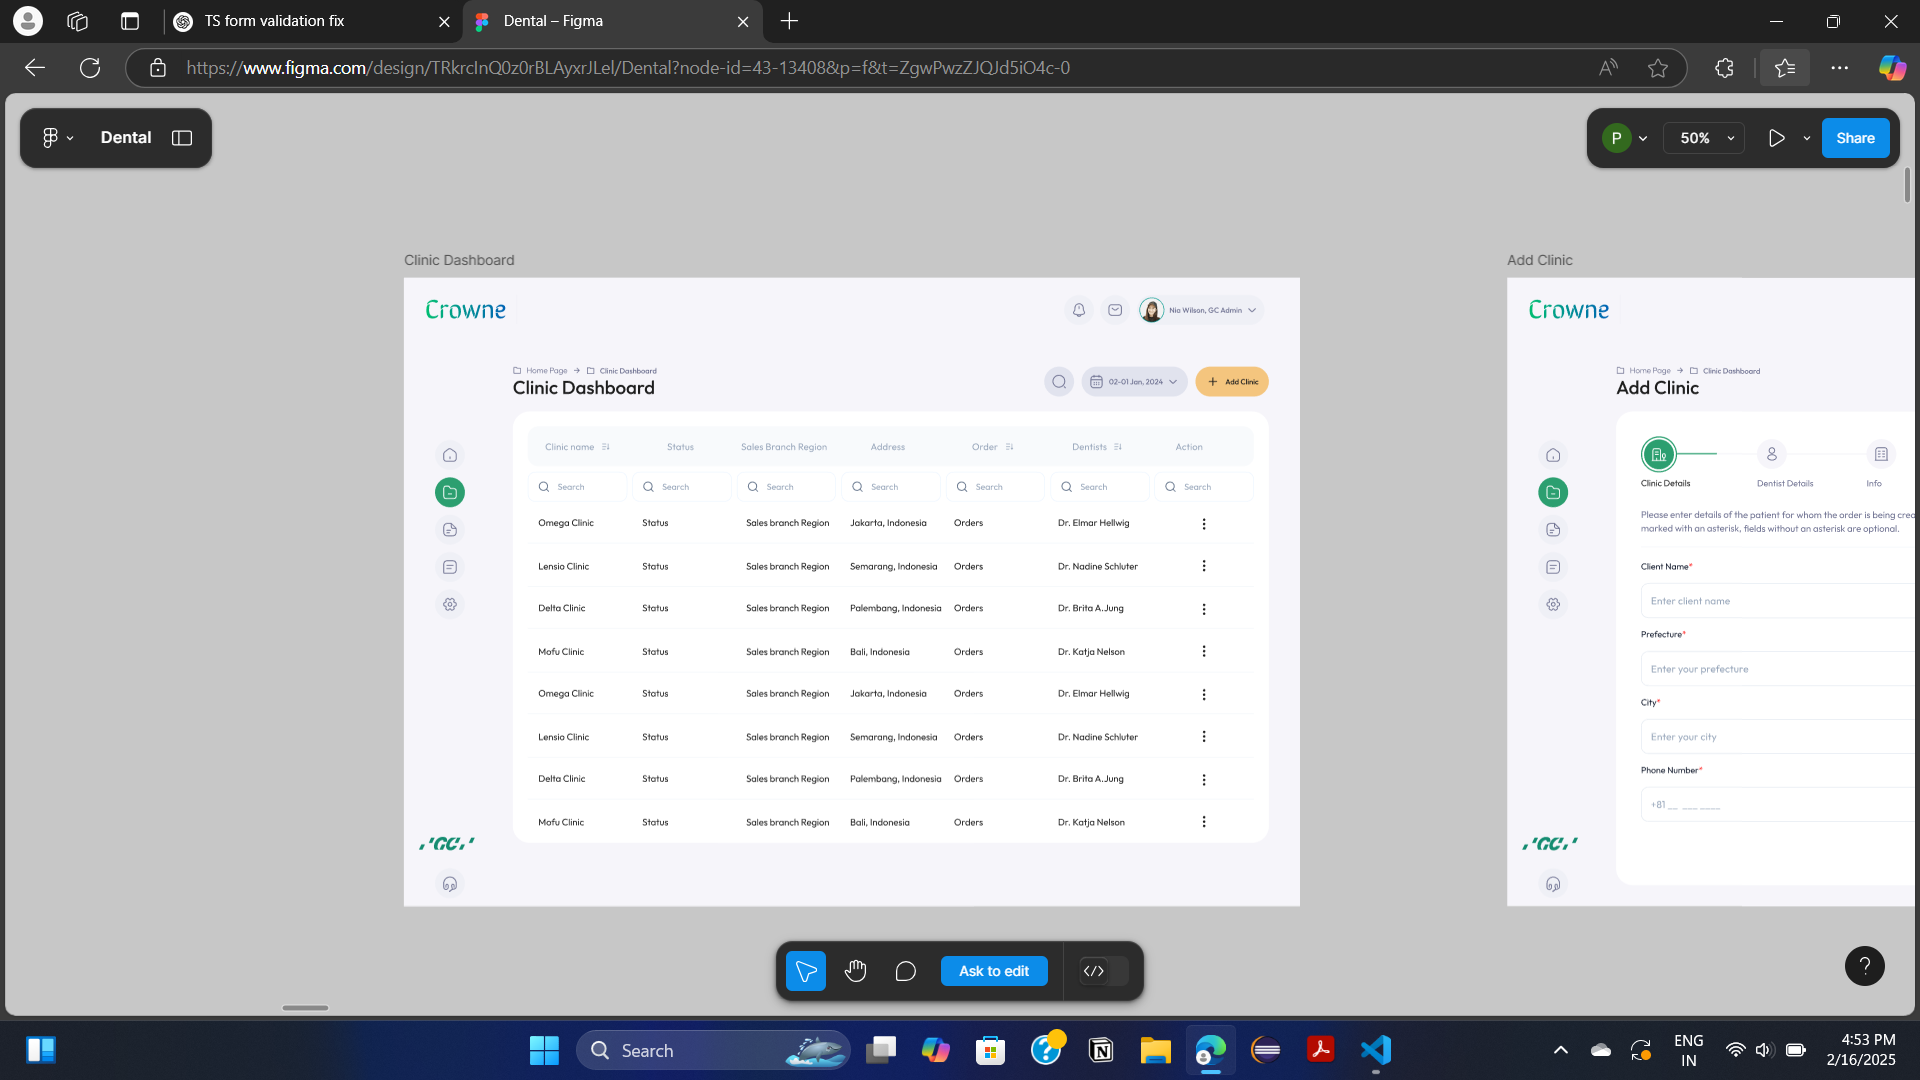 TS form validation fix
Dental – Figma
https://www.figma.com/design/TRkrcInQ0z0rBLAyxrJLel/Dental?node-id=43-13408&p=f&t=ZgwPwzZJQJd5iO4c-0
Dental
P
50%
Share
Clinic Dashboard
Crowne
Nia Wilson, GC Admin
Home Page → Clinic Dashboard
Clinic Dashboard
02-01 Jan, 2024
+ Add Clinic
Clinic name Status Sales Branch Region Address Order Dentists Action
Search Search Search Search Search Search Search
Omega Clinic Status Sales branch Region Jakarta, Indonesia Orders Dr. Elmar Hellwig
Lensio Clinic Status Sales branch Region Semarang, Indonesia Orders Dr. Nadine Schluter
Delta Clinic Status Sales branch Region Palembang, Indonesia Orders Dr. Brita A.Jung
Mofu Clinic Status Sales branch Region Bali, Indonesia Orders Dr. Katja Nelson
Omega Clinic Status Sales branch Region Jakarta, Indonesia Orders Dr. Elmar Hellwig
Lensio Clinic Status Sales branch Region Semarang, Indonesia Orders Dr. Nadine Schluter
Delta Clinic Status Sales branch Region Palembang, Indonesia Orders Dr. Brita A.Jung
Mofu Clinic Status Sales branch Region Bali, Indonesia Orders Dr. Katja Nelson
GC
Add Clinic
Crowne
Home Page → Clinic Dashboard
Add Clinic
Clinic Details
Dentist Details
Info
Please enter details of the patient for whom the order is being crea
marked with an asterisk, fields without an asterisk are optional.
Client Name*
Enter client name
Prefecture*
Enter your prefecture
City*
Enter your city
Phone Number*
+81 __ ___ ____
GC
Ask to edit
?
Search
ENG
IN
4:53 PM
2/16/2025